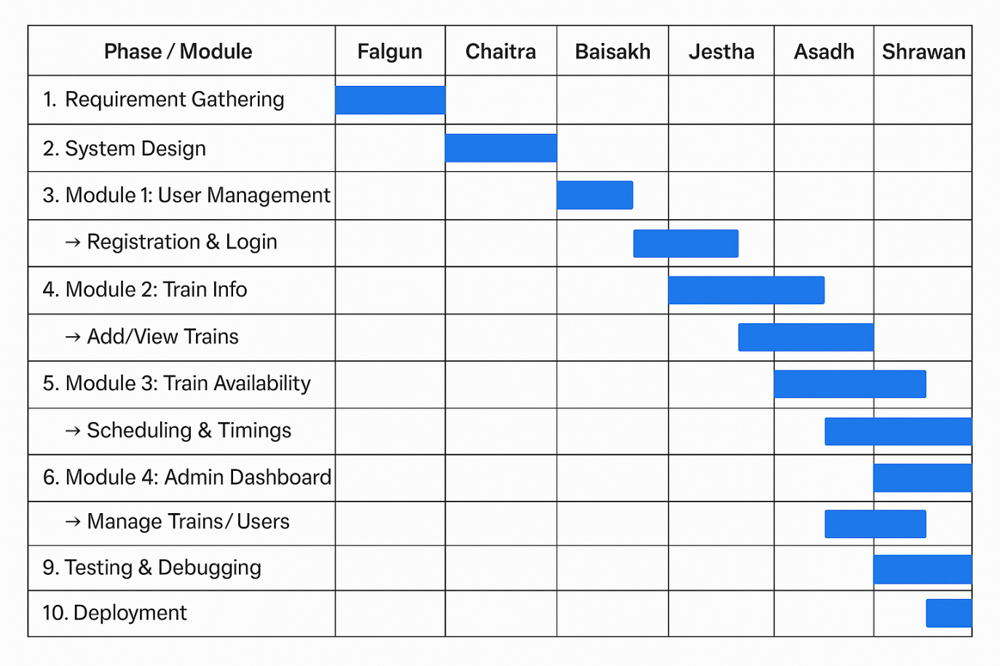 Phase / Module Falgun Chaitra Baisakh Jestha Asadh Shrawan
1. Requirement Gathering
2. System Design
3. Module 1: User Management
→ Registration & Login
4. Module 2: Train Info
→ Add/View Trains
5. Module 3: Train Availability
→ Scheduling & Timings
6. Module 4: Admin Dashboard
→ Manage Trains/Users
9. Testing & Debugging
10. Deployment